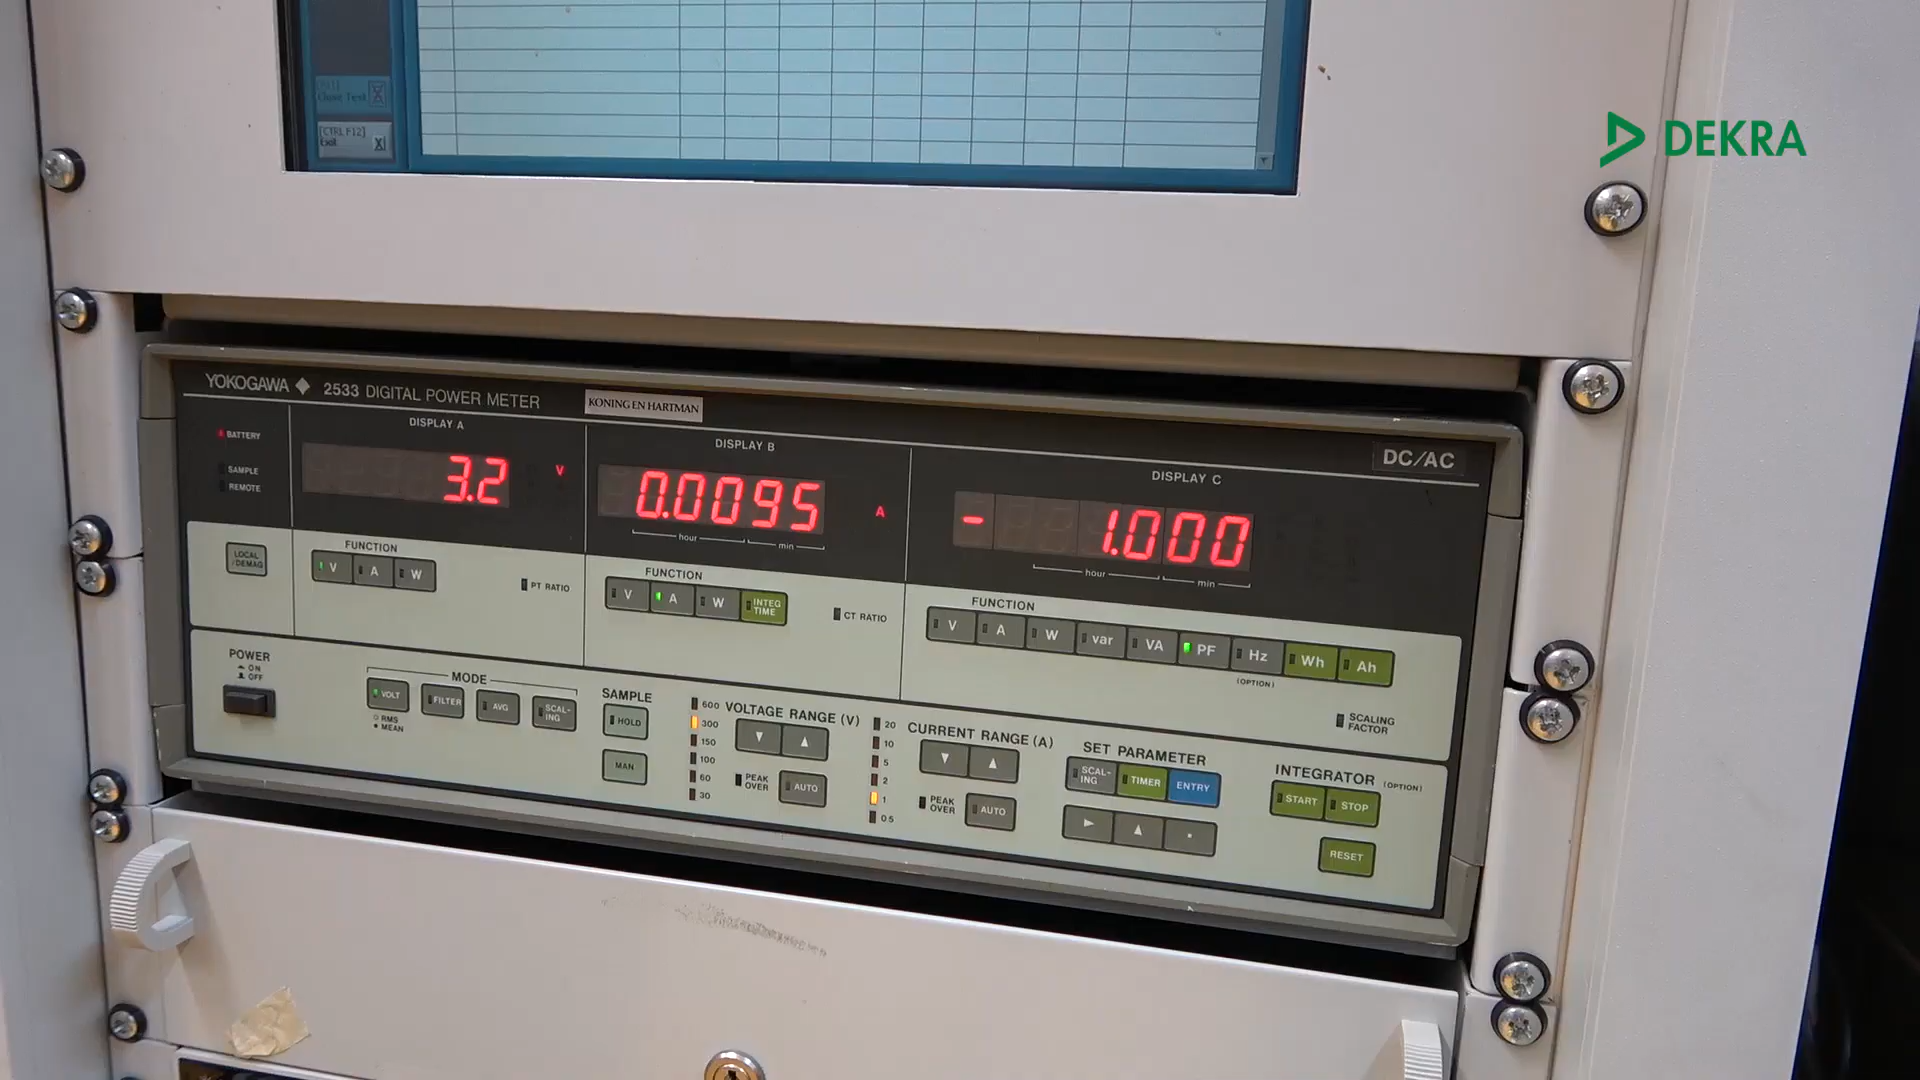 Close Test
[CTRL F12]
Exit
DEKRA
YOKOGAWA 2533 DIGITAL POWER METER
KONING EN HARTMAN
DISPLAY A
DISPLAY B
DISPLAY C
DC/AC
BATTERY
SAMPLE
REMOTE
3.2 V
0.0095 A
- 1.000
hour min
hour min
LOCAL
/DEMAG
FUNCTION
V A W
PT RATIO
FUNCTION
V A W INTEG
TIME
CT RATIO
FUNCTION
V A W var VA PF Hz Wh Ah
(OPTION)
SCALING
FACTOR
POWER
ON
OFF
MODE
VOLT FILTER AVG SCAL-
ING
RMS
MEAN
SAMPLE
HOLD
MAN
600
300
150
100
60
30
VOLTAGE RANGE (V)
PEAK
OVER
AUTO
20
10
5
2
1
0.5
CURRENT RANGE (A)
PEAK
OVER
AUTO
SET PARAMETER
SCAL-
ING
TIMER
ENTRY
INTEGRATOR (OPTION)
START STOP
RESET